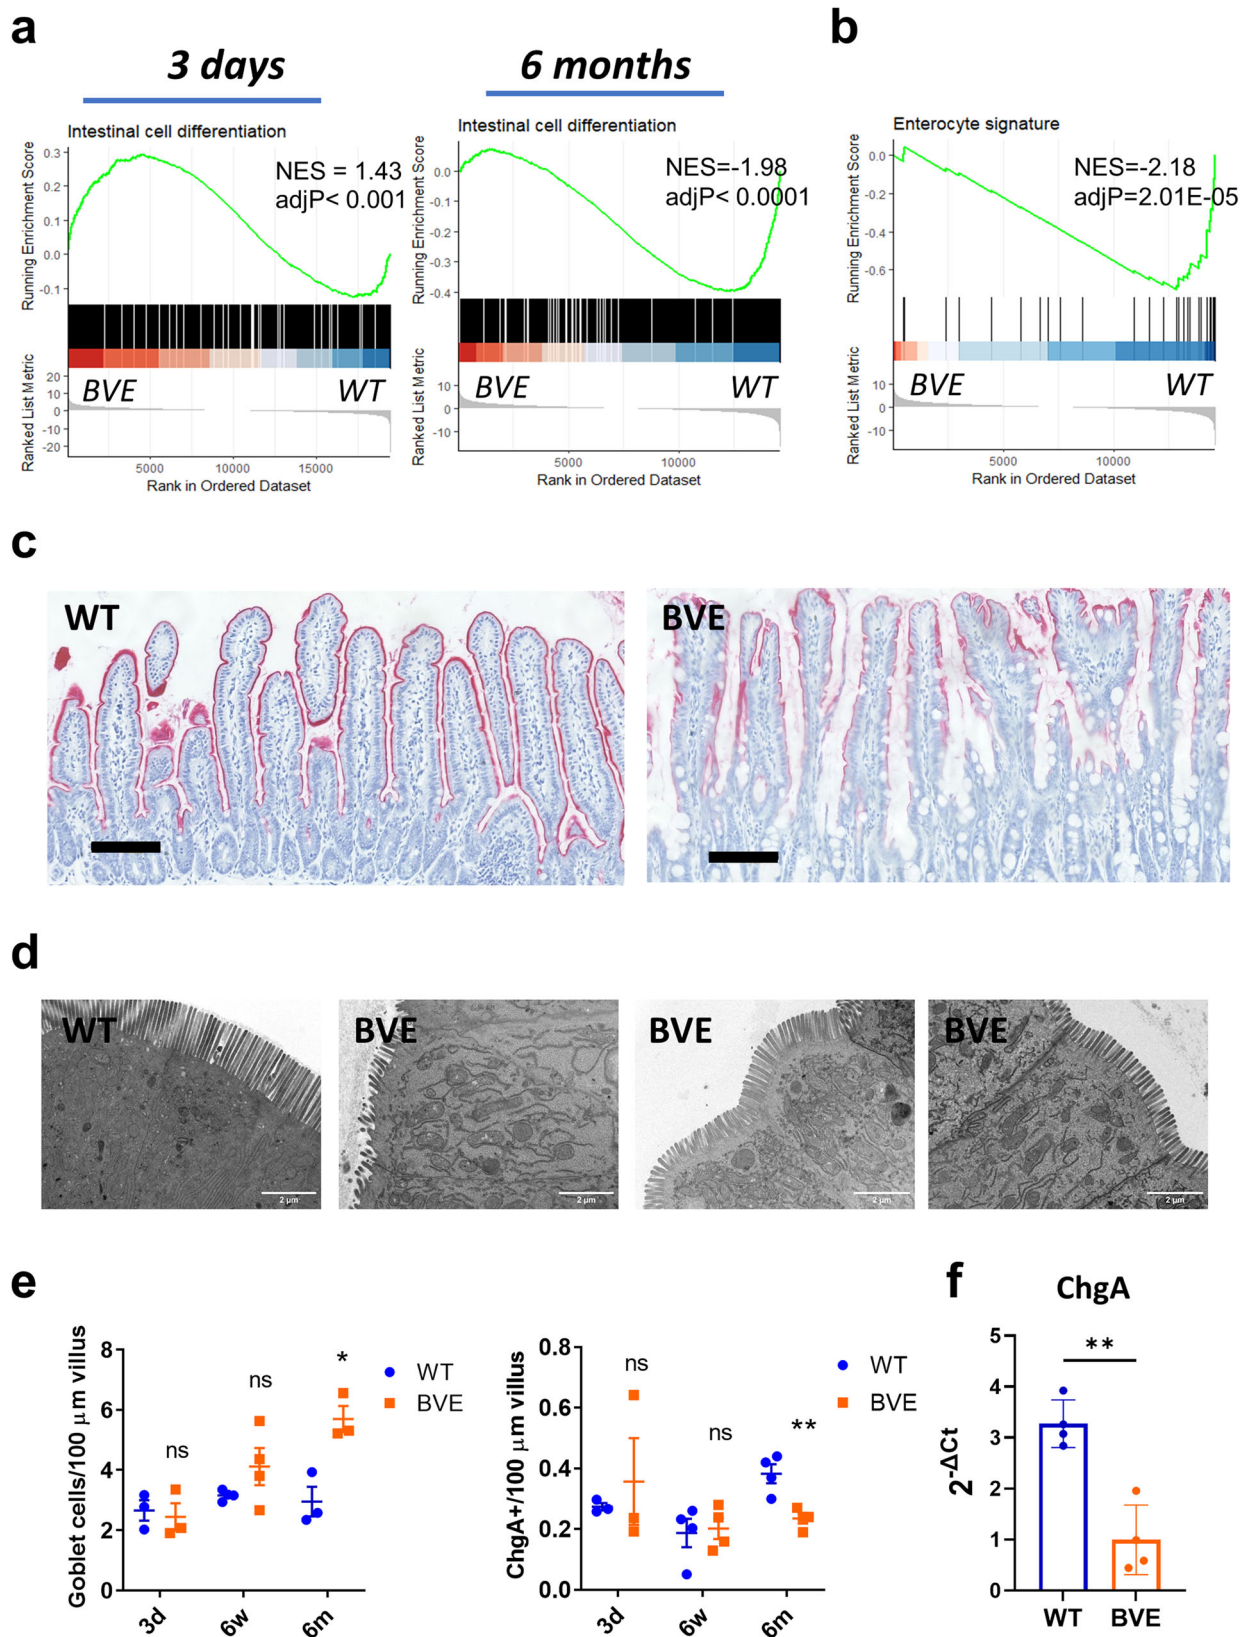 a
b
3 days
6 months
Intestinal cell differentiation
Running Enrichment Score
0.3
0.2
0.1
0.0
-0.1
NES = 1.43
adjP< 0.001
BVE
WT
Ranked List Metric
20
10
0
-10
-20
5000
10000
15000
Rank in Ordered Dataset
Intestinal cell differentiation
Running Enrichment Score
0.0
-0.1
-0.2
-0.3
-0.4
NES=-1.98
adjP< 0.0001
BVE
WT
Ranked List Metric
10
0
-10
5000
10000
Rank in Ordered Dataset
Enterocyte signature
Running Enrichment Score
0.0
-0.2
-0.4
-0.6
NES=-2.18
adjP=2.01E-05
BVE
WT
Ranked List Metric
10
0
-10
5000
10000
Rank in Ordered Dataset
c
WT
BVE
d
WT
2 µm
BVE
2 µm
BVE
2 µm
BVE
2 µm
e
Goblet cells/100 µm villus
8
6
4
2
0
ns
ns
*
WT
BVE
3d
6w
6m
ChgA+/100 µm villus
0.8
0.6
0.4
0.2
0.0
ns
ns
**
WT
BVE
3d
6w
6m
f
ChgA
2-ΔCt
5
4
3
2
1
0
**
WT
BVE